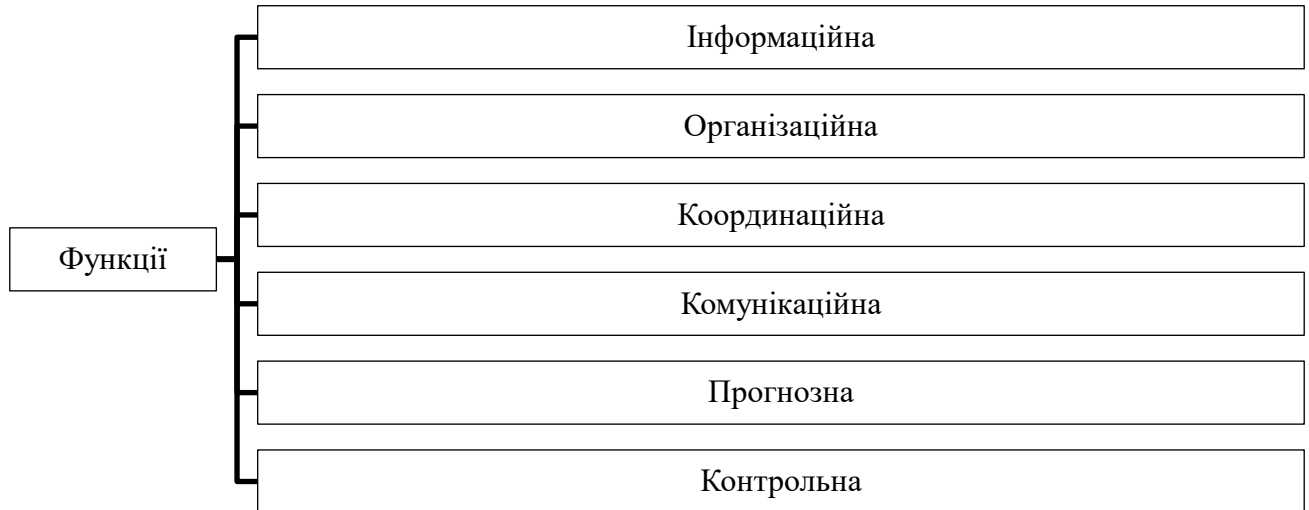 Інформаційна
Організаційна
Координаційна
Функції
Комунікаційна
Прогнозна
Контрольна